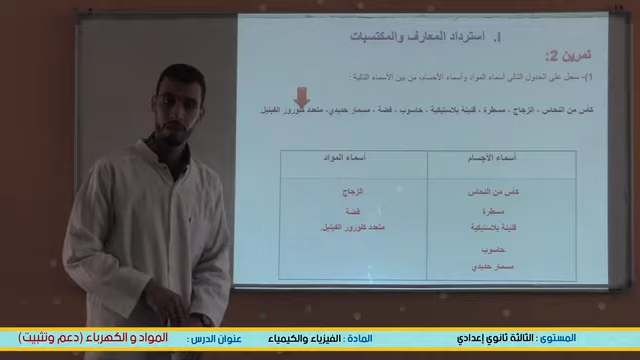 I. استرداد المعارف والمكتسبات
تمرين 2:
1)- سجل على الجدول التالي أسماء المواد وأسماء الأجسام، من بين الأسماء التالية :
كأس من النحاس ، الزجاج ، مسطرة ، قنينة بلاستيكية ، حاسوب ، فضة ، مسمار حديدي، متعدد كلورور الفينيل.
أسماء الأجسام أسماء المواد
كأس من النحاس الزجاج
مسطرة فضة
قنينة بلاستيكية متعدد كلورور الفينيل
حاسوب
مسمار حديدي
المستوى : الثالثة ثانوي إعدادي المادة : الفيزياء والكيمياء عنوان الدرس : المواد و الكهرباء (دعم وتثبيت)